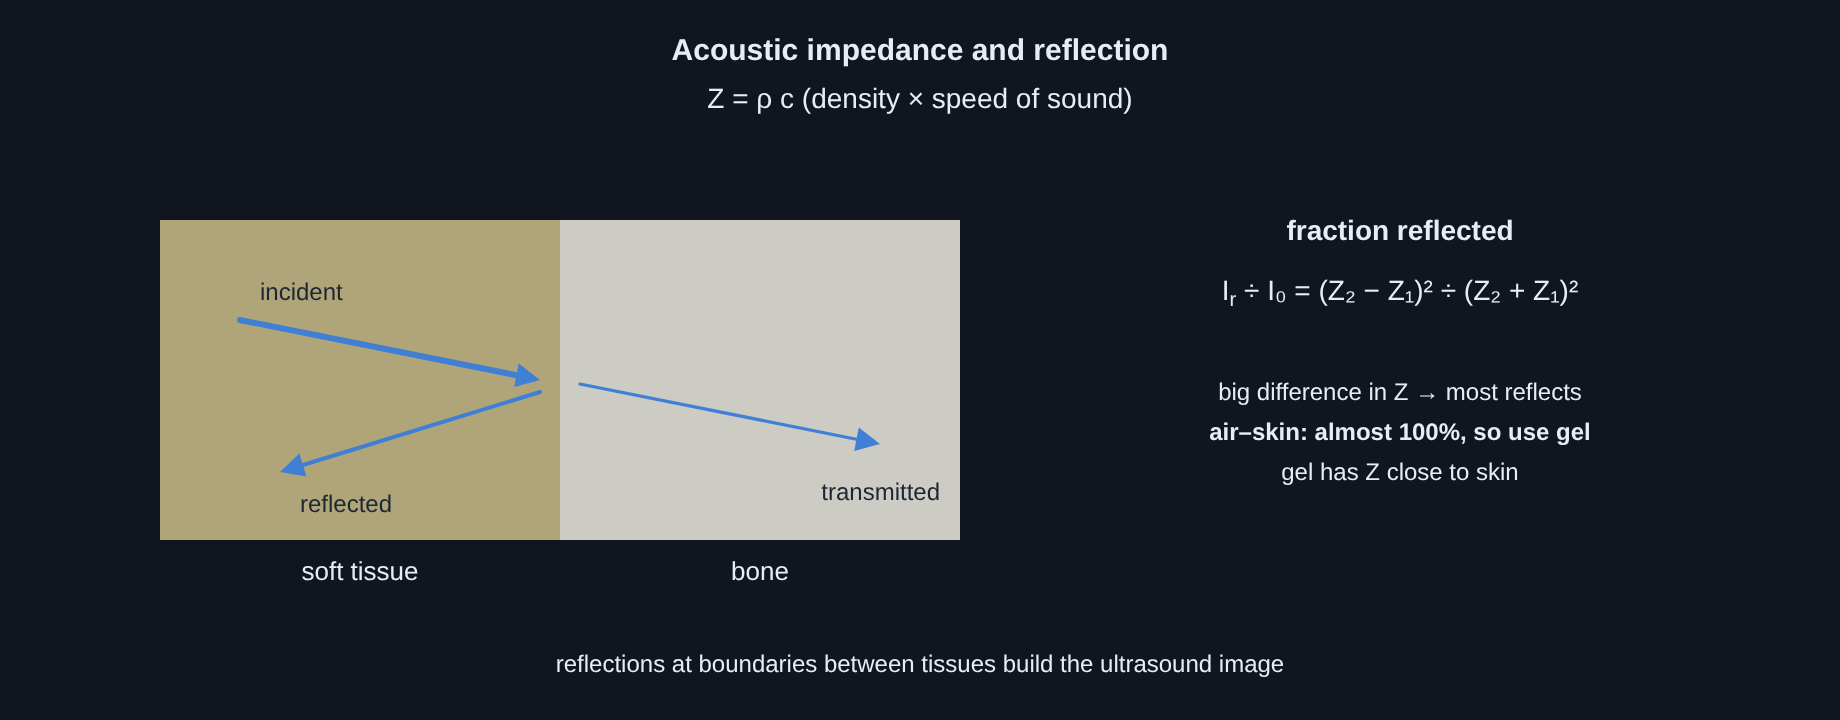 Acoustic impedance and reflection
Z = ρ c (density × speed of sound)
incident
reflected
transmitted
soft tissue
bone
fraction reflected
Iᵣ ÷ I₀ = (Z₂ − Z₁)² ÷ (Z₂ + Z₁)²
big difference in Z → most reflects
air–skin: almost 100%, so use gel
gel has Z close to skin
reflections at boundaries between tissues build the ultrasound image